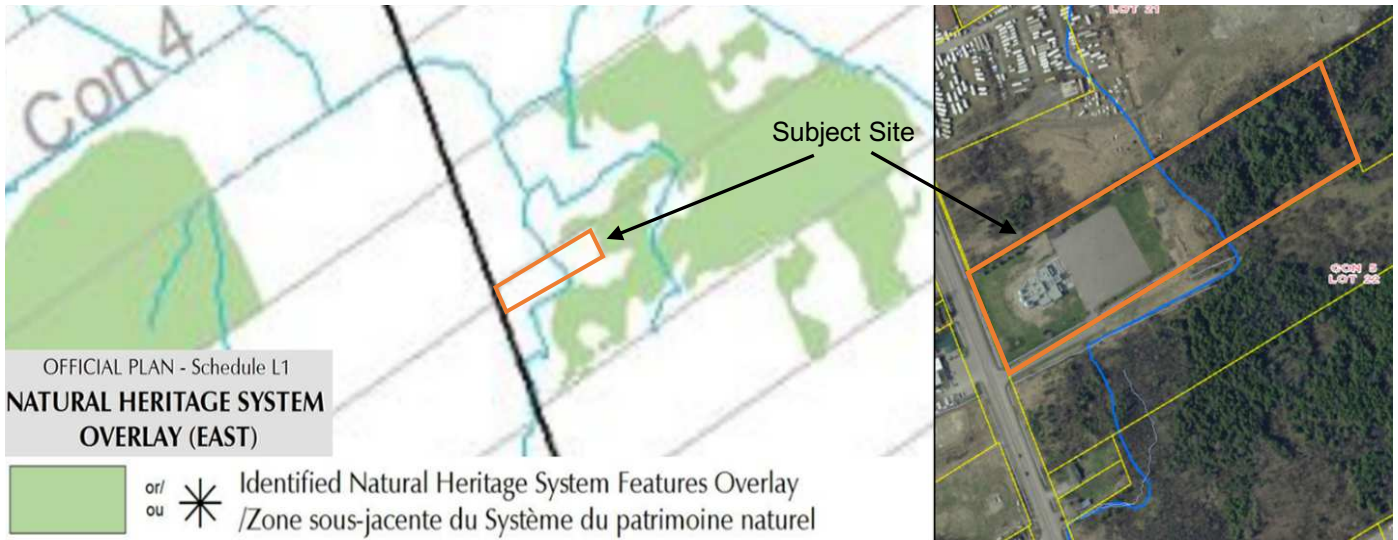 Con 4
Subject Site
OFFICIAL PLAN - Schedule L1
NATURAL HERITAGE SYSTEM
OVERLAY (EAST)
or/
ou
Identified Natural Heritage System Features Overlay
/Zone sous-jacente du Système du patrimoine naturel
LOT 21
CON 5
LOT 22